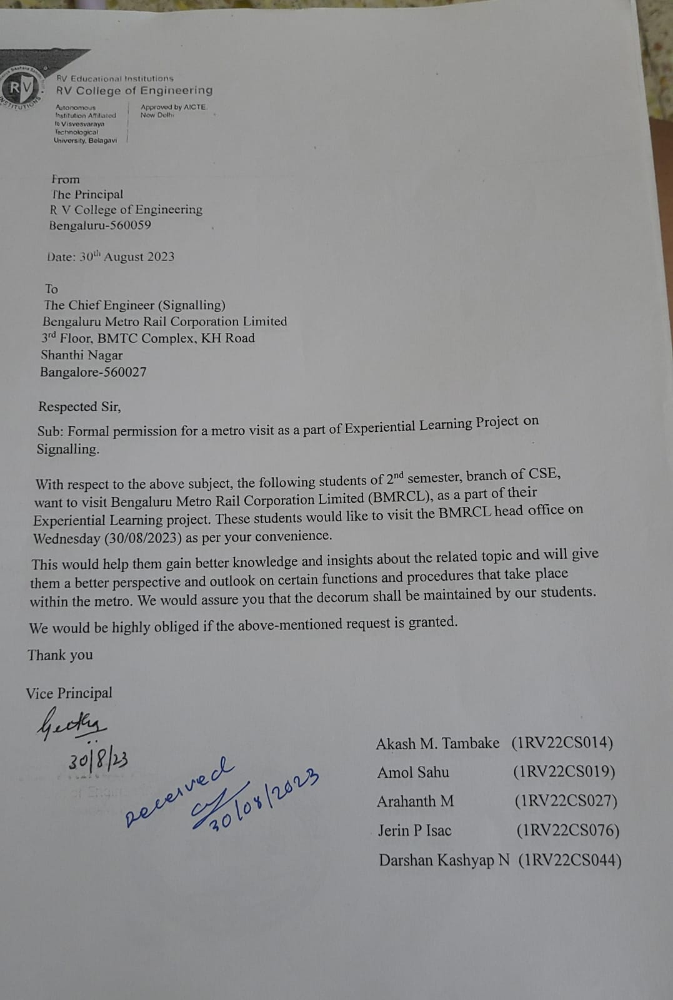 RV
INSTITUTIONS
RV Educational Institutions
RV College of Engineering
Autonomous
Institution Affiliated
to Visvesvaraya
Technological
University, Belagavi
Approved by AICTE,
New Delhi
From
The Principal
R V College of Engineering
Bengaluru-560059
Date: 30th August 2023
To
The Chief Engineer (Signalling)
Bengaluru Metro Rail Corporation Limited
3rd Floor, BMTC Complex, KH Road
Shanthi Nagar
Bangalore-560027
Respected Sir,
Sub: Formal permission for a metro visit as a part of Experiential Learning Project on
Signalling.
With respect to the above subject, the following students of 2nd semester, branch of CSE,
want to visit Bengaluru Metro Rail Corporation Limited (BMRCL), as a part of their
Experiential Learning project. These students would like to visit the BMRCL head office on
Wednesday (30/08/2023) as per your convenience.
This would help them gain better knowledge and insights about the related topic and will give
them a better perspective and outlook on certain functions and procedures that take place
within the metro. We would assure you that the decorum shall be maintained by our students.
We would be highly obliged if the above-mentioned request is granted.
Thank you
Vice Principal
Geetha
30/8/23
Received
30/08/2023
Akash M. Tambake (1RV22CS014)
Amol Sahu (1RV22CS019)
Arahanth M (1RV22CS027)
Jerin P Isac (1RV22CS076)
Darshan Kashyap N (1RV22CS044)